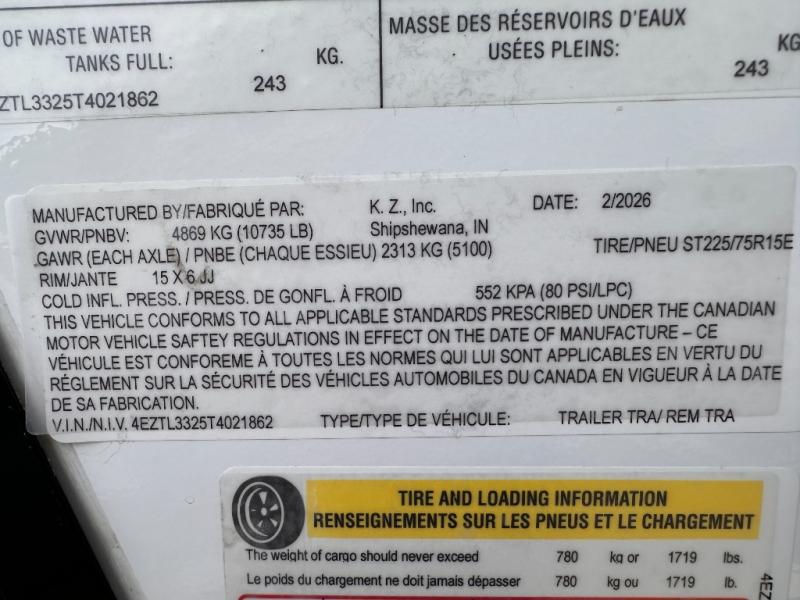 OF WASTE WATER
TANKS FULL: KG.
243
ZTL3325T4021862
MASSE DES RÉSERVOIRS D'EAUX
USÉES PLEINS: KG
243
MANUFACTURED BY/FABRIQUÉ PAR: K. Z., Inc. DATE: 2/2026
GVWR/PNBV: 4869 KG (10735 LB) Shipshewana, IN
GAWR (EACH AXLE) / PNBE (CHAQUE ESSIEU) 2313 KG (5100) TIRE/PNEU ST225/75R15E
RIM/JANTE 15 X 6 JJ
COLD INFL. PRESS. / PRESS. DE GONFL. À FROID 552 KPA (80 PSI/LPC)
THIS VEHICLE CONFORMS TO ALL APPLICABLE STANDARDS PRESCRIBED UNDER THE CANADIAN
MOTOR VEHICLE SAFTEY REGULATIONS IN EFFECT ON THE DATE OF MANUFACTURE – CE
VÉHICULE EST CONFOREME À TOUTES LES NORMES QUI LUI SONT APPLICABLE EN VERTU DU
RÉGLEMENT SUR LA SÉCURITÉ DES VÉHICLES AUTOMOBILES DU CANADA EN VIGUEUR À LA DATE
DE SA FABRICATION.
V.I.N./N.I.V. 4EZTL3325T4021862 TYPE/TYPE DE VÉHICULE: TRAILER TRA/ REM TRA
TIRE AND LOADING INFORMATION
RENSEIGNEMENTS SUR LES PNEUS ET LE CHARGEMENT
The weight of cargo should never exceed 780 kg or 1719 lbs.
Le poids du chargement ne doit jamais dépasser 780 kg ou 1719 lb.
4EZ